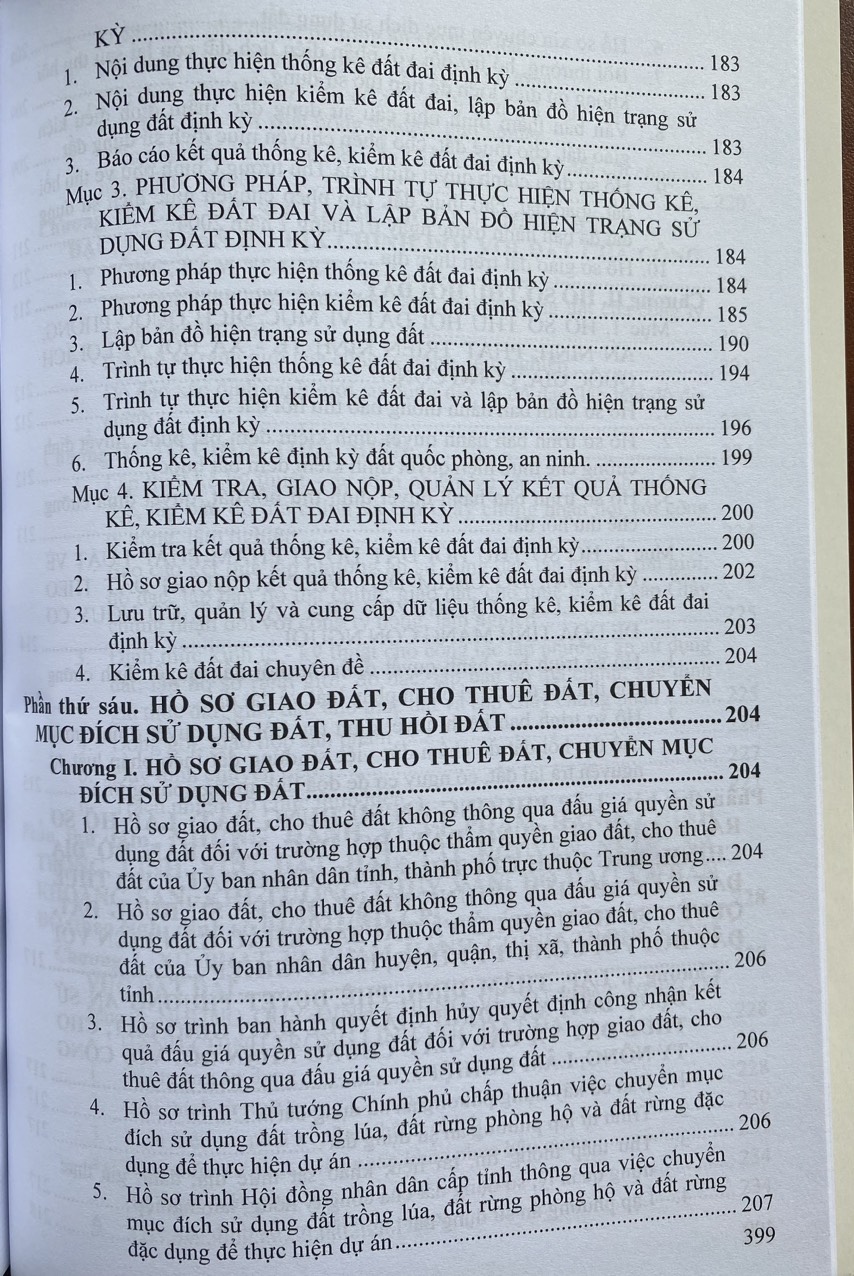 KỲ ........ 183
1. Nội dung thực hiện thống kê đất đai định kỳ ........ 183
2. Nội dung thực hiện kiểm kê đất đai, lập bản đồ hiện trạng sử
dụng đất định kỳ ........ 183
3. Báo cáo kết quả thống kê, kiểm kê đất đai định kỳ ........ 184
Mục 3. PHƯƠNG PHÁP, TRÌNH TỰ THỰC HIỆN THỐNG KÊ,
KIỂM KÊ ĐẤT ĐAI VÀ LẬP BẢN ĐỒ HIỆN TRẠNG SỬ
DỤNG ĐẤT ĐỊNH KỲ ........ 184
1. Phương pháp thực hiện thống kê đất đai định kỳ ........ 184
2. Phương pháp thực hiện kiểm kê đất đai định kỳ ........ 185
3. Lập bản đồ hiện trạng sử dụng đất ........ 190
4. Trình tự thực hiện thống kê đất đai định kỳ ........ 194
5. Trình tự thực hiện kiểm kê đất đai và lập bản đồ hiện trạng sử
dụng đất định kỳ ........ 196
6. Thống kê, kiểm kê định kỳ đất quốc phòng, an ninh. ........ 199
Mục 4. KIỂM TRA, GIAO NỘP, QUẢN LÝ KẾT QUẢ THỐNG
KÊ, KIỂM KÊ ĐẤT ĐAI ĐỊNH KỲ ........ 200
1. Kiểm tra kết quả thống kê, kiểm kê đất đai định kỳ ........ 200
2. Hồ sơ giao nộp kết quả thống kê, kiểm kê đất đai định kỳ ........ 202
3. Lưu trữ, quản lý và cung cấp dữ liệu thống kê, kiểm kê đất đai
định kỳ ........ 203
4. Kiểm kê đất đai chuyên đề ........ 204
Phần thứ sáu. HỒ SƠ GIAO ĐẤT, CHO THUÊ ĐẤT, CHUYỂN
MỤC ĐÍCH SỬ DỤNG ĐẤT, THU HỒI ĐẤT ........ 204
Chương I. HỒ SƠ GIAO ĐẤT, CHO THUÊ ĐẤT, CHUYỂN MỤC
ĐÍCH SỬ DỤNG ĐẤT ........ 204
1. Hồ sơ giao đất, cho thuê đất không thông qua đấu giá quyền sử
dụng đất đối với trường hợp thuộc thẩm quyền giao đất, cho thuê
đất của Ủy ban nhân dân tỉnh, thành phố trực thuộc Trung ương.... 204
2. Hồ sơ giao đất, cho thuê đất không thông qua đấu giá quyền sử
dụng đất đối với trường hợp thuộc thẩm quyền giao đất, cho thuê
đất của Ủy ban nhân dân huyện, quận, thị xã, thành phố thuộc
tỉnh ........ 206
3. Hồ sơ trình ban hành quyết định hủy quyết định công nhận kết
quả đấu giá quyền sử dụng đất đối với trường hợp giao đất, cho
thuê đất thông qua đấu giá quyền sử dụng đất ........ 206
4. Hồ sơ trình Thủ tướng Chính phủ chấp thuận việc chuyển mục
đích sử dụng đất trồng lúa, đất rừng phòng hộ và đất rừng đặc
dụng để thực hiện dự án ........ 206
5. Hồ sơ trình Hội đồng nhân dân cấp tỉnh thông qua việc chuyển
mục đích sử dụng đất trồng lúa, đất rừng phòng hộ và đất rừng
đặc dụng để thực hiện dự án ........ 207
399